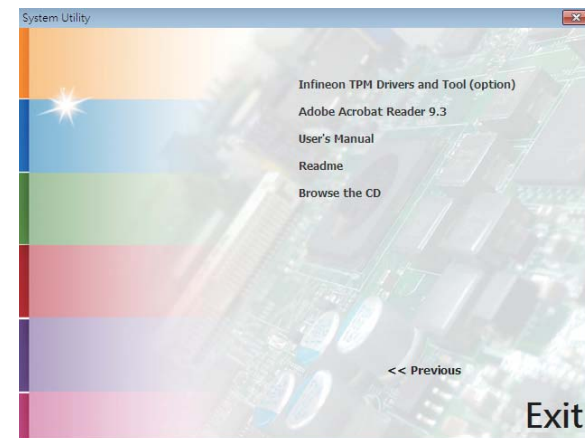 System Utility
Infineon TPM Drivers and Tool (option)
Adobe Acrobat Reader 9.3
User's Manual
Readme
Browse the CD
<< Previous
Exit